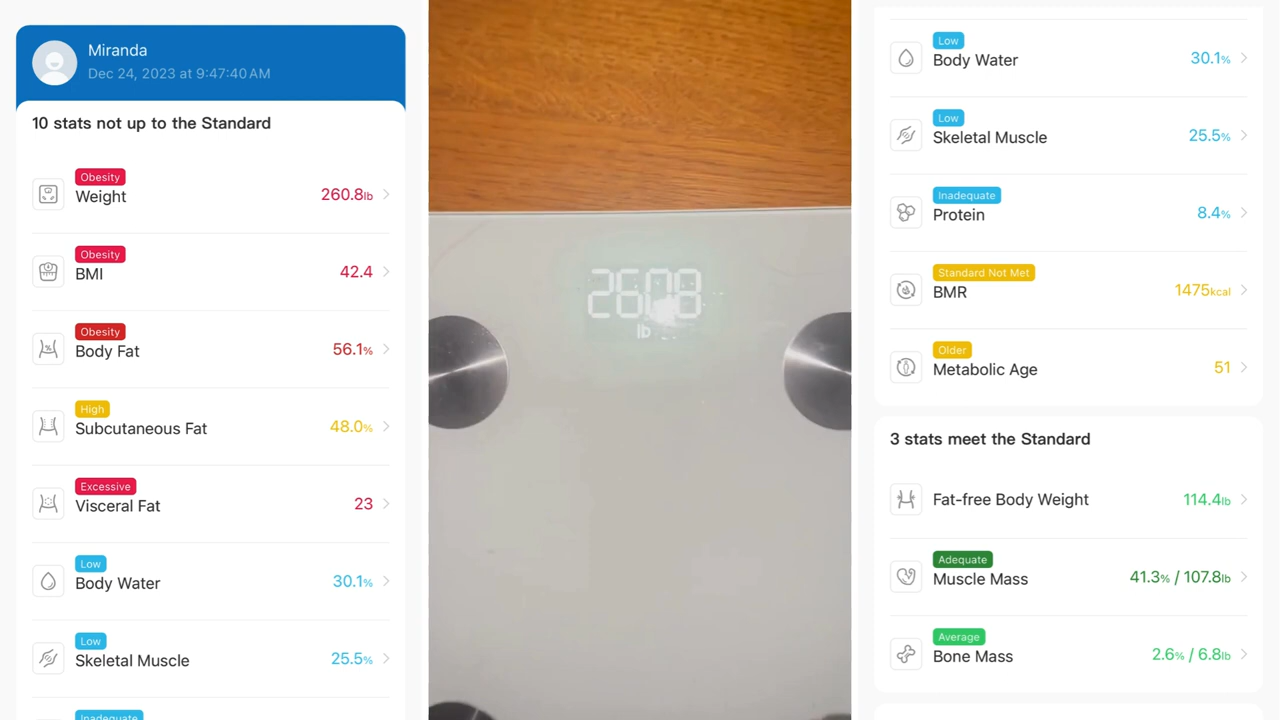 Miranda
Dec 24, 2023 at 9:47:40 AM
10 stats not up to the Standard
Obesity
Weight 260.8lb
Obesity
BMI 42.4
Obesity
Body Fat 56.1%
High
Subcutaneous Fat 48.0%
Excessive
Visceral Fat 23
Low
Body Water 30.1%
Low
Skeletal Muscle 25.5%
Inadequate
260.8
lb
Low
Body Water 30.1%
Low
Skeletal Muscle 25.5%
Inadequate
Protein 8.4%
Standard Not Met
BMR 1475kcal
Older
Metabolic Age 51
3 stats meet the Standard
Fat-free Body Weight 114.4lb
Adequate
Muscle Mass 41.3% / 107.8lb
Average
Bone Mass 2.6% / 6.8lb